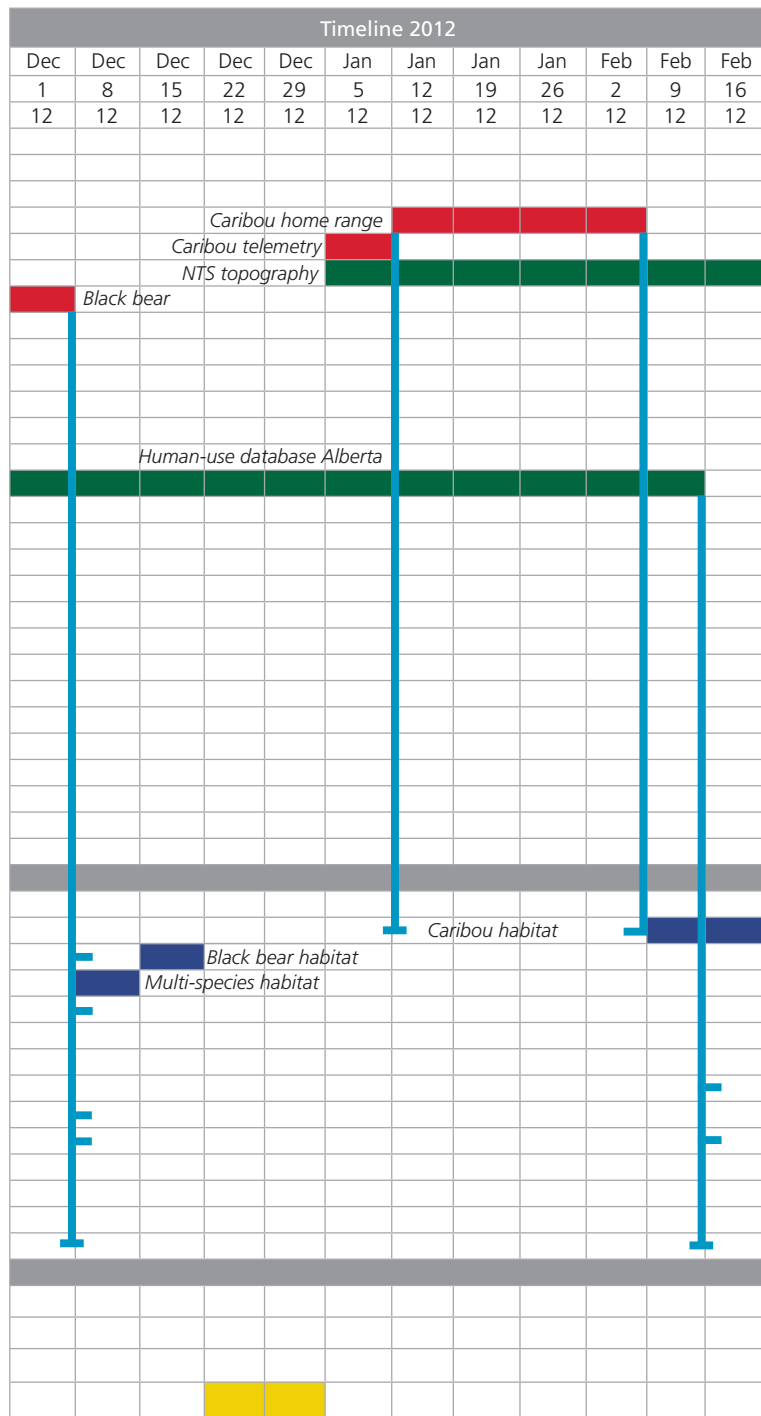 Timeline 2012
Dec Dec Dec Dec Dec Jan Jan Jan Jan Feb Feb Feb
1 8 15 22 29 5 12 19 26 2 9 16
12 12 12 12 12 12 12 12 12 12 12 12
Caribou home range
Caribou telemetry
NTS topography
Black bear
Human-use database Alberta
Caribou habitat
Black bear habitat
Multi-species habitat